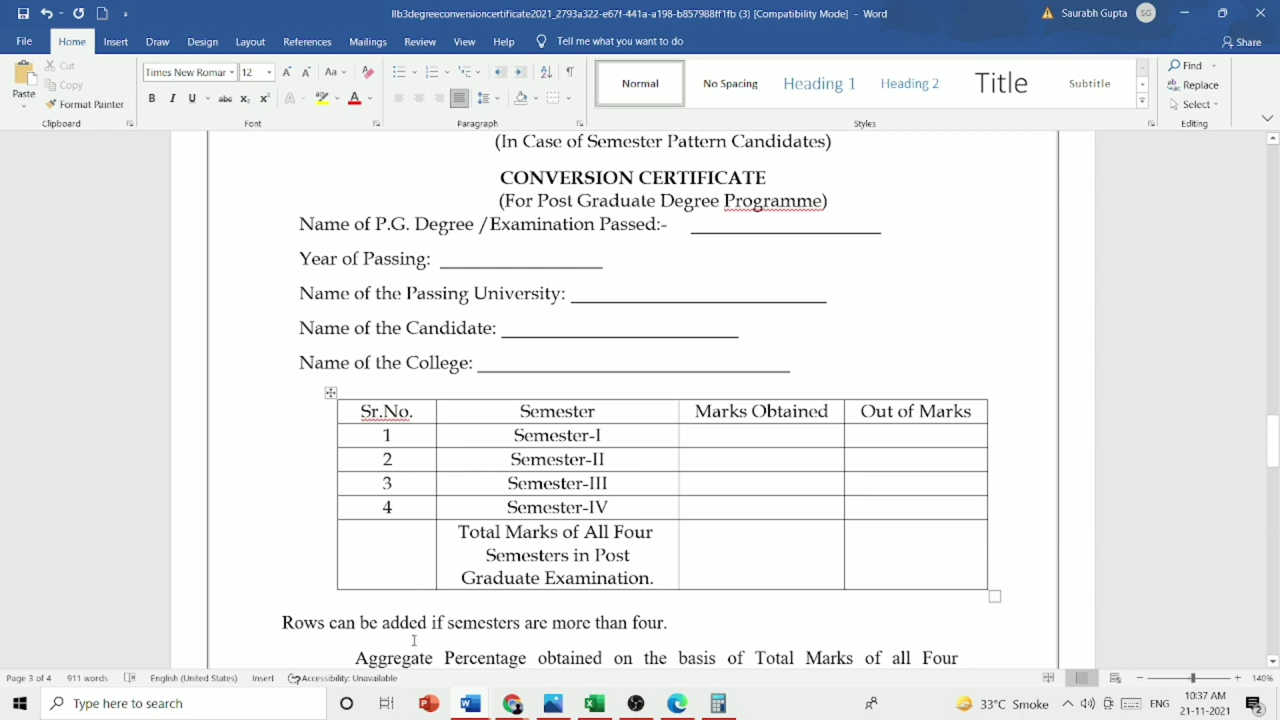 llb3degreeconversioncertificate2021_2793a322-e67f-441a-a198-b857988ff1fb (3) [Compatibility Mode] - Word
Saurabh Gupta
SG
File Home Insert Draw Design Layout References Mailings Review View Help Tell me what you want to do
Share
Paste
Cut
Copy
Format Painter
Clipboard
Times New Romar 12
Font
Paragraph
Normal
No Spacing
Heading 1
Heading 2
Title
Subtitle
Styles
Find
Replace
Select
Editing
(In Case of Semester Pattern Candidates)
CONVERSION CERTIFICATE
(For Post Graduate Degree Programme)
Name of P.G. Degree /Examination Passed:-
Year of Passing:
Name of the Passing University:
Name of the Candidate:
Name of the College:
Sr.No. Semester Marks Obtained Out of Marks
1 Semester-I
2 Semester-II
3 Semester-III
4 Semester-IV
Total Marks of All Four
Semesters in Post
Graduate Examination.
Rows can be added if semesters are more than four.
Aggregate Percentage obtained on the basis of Total Marks of all Four
Page 3 of 4 911 words English (United States) Insert Accessibility: Unavailable 140%
Type here to search
33°C Smoke
ENG
10:37 AM
21-11-2021
2